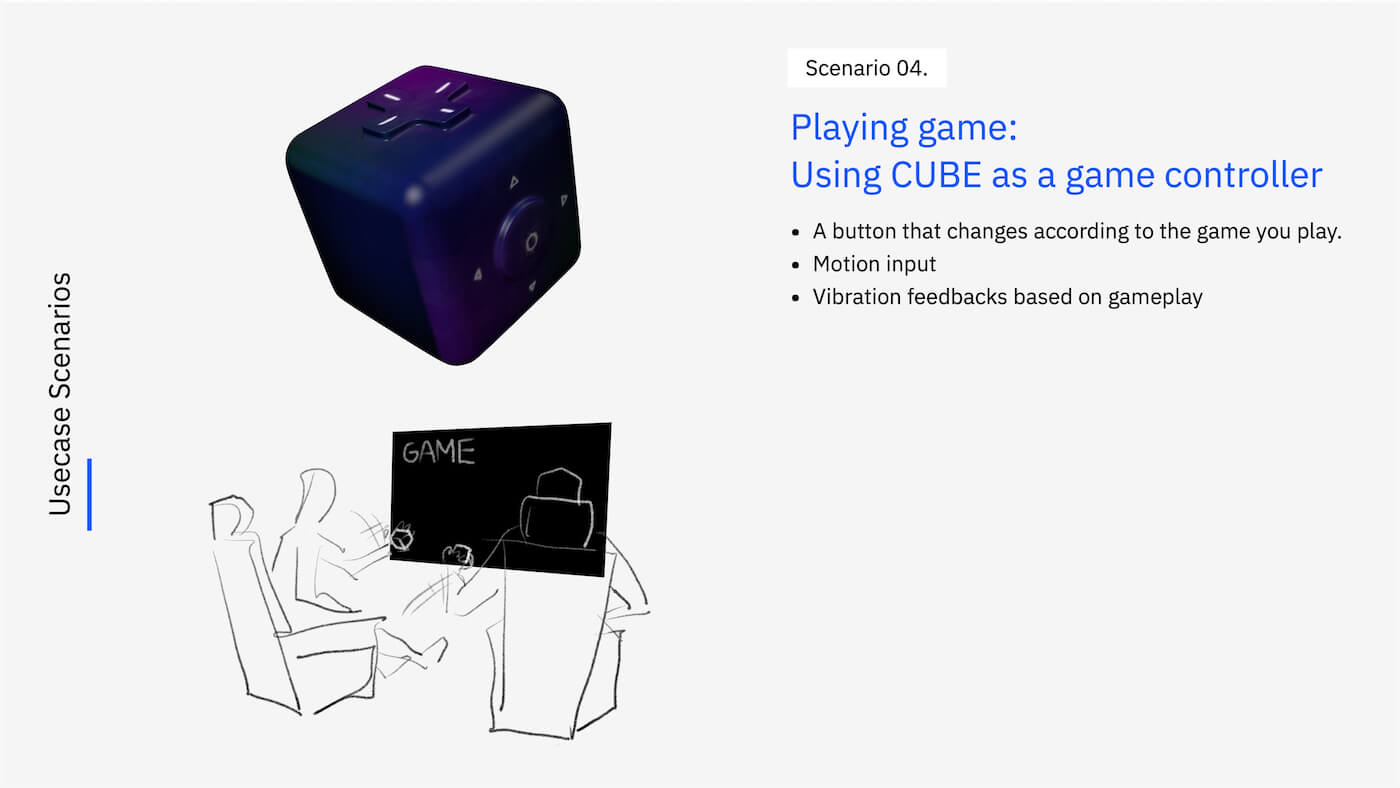 Usecase Scenarios
Scenario 04.
Playing game:
Using CUBE as a game controller
• A button that changes according to the game you play.
• Motion input
• Vibration feedbacks based on gameplay
GAME